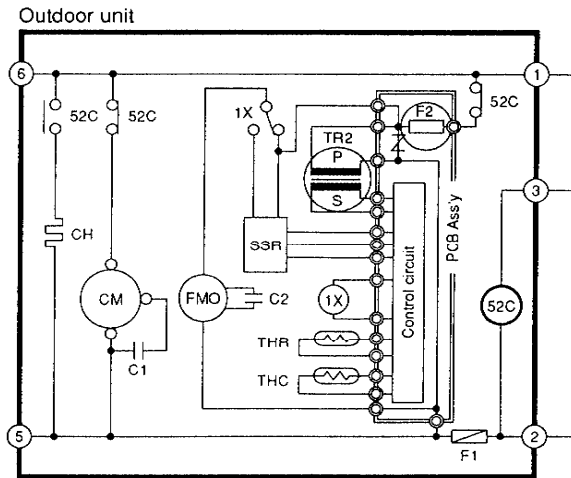 Outdoor unit
6
1
52C
52C
1X
F2
52C
TR2
P
S
3
PCB Ass'y
CH
SSR
Control circuit
CM
FMO
C2
1X
52C
C1
THR
THC
5
F1
2